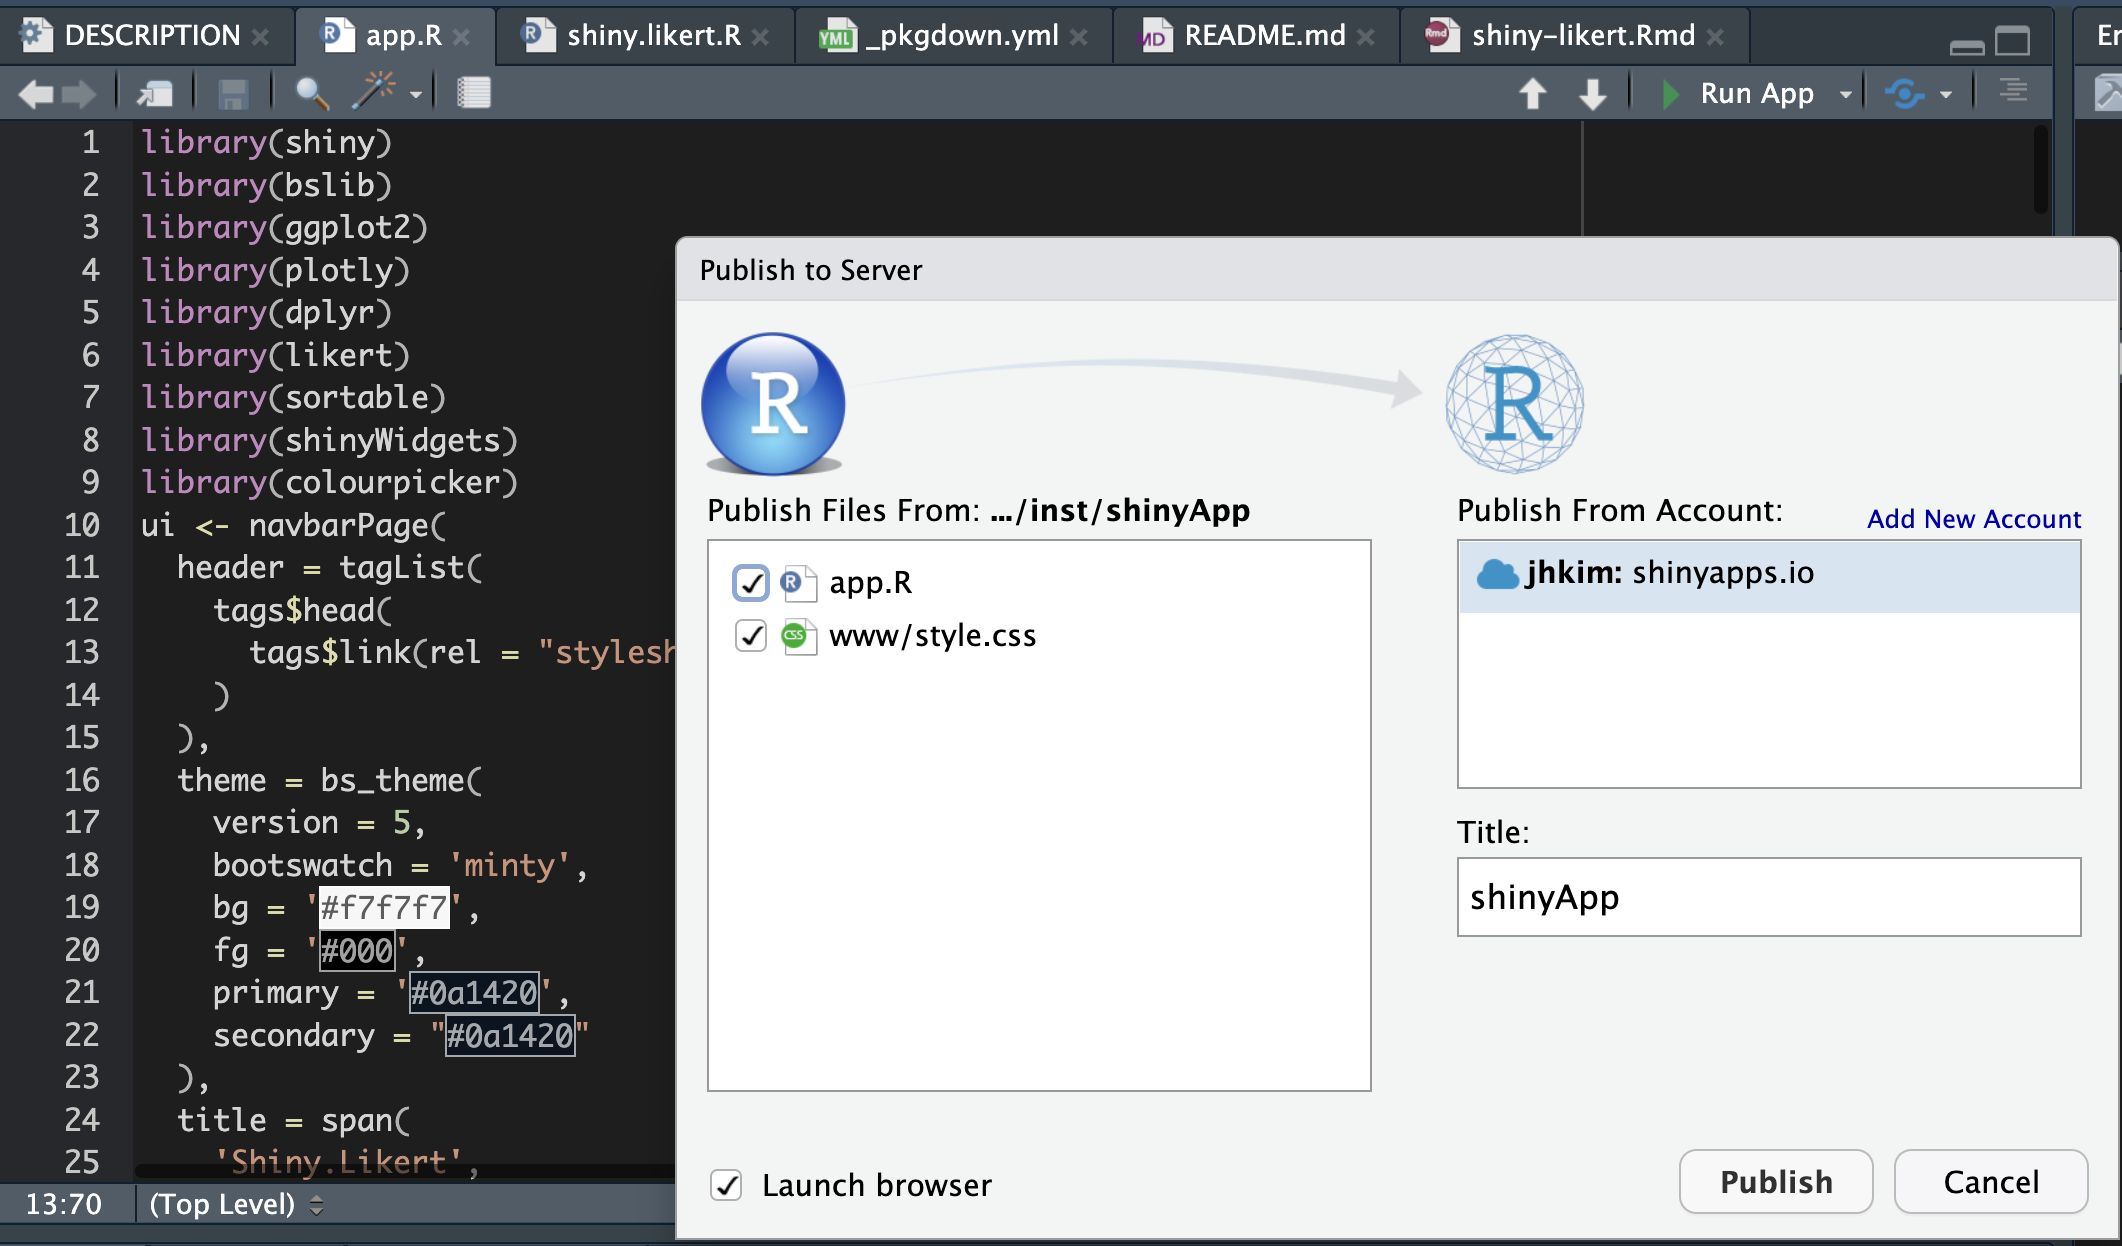 DESCRIPTION
app.R
shiny.likert.R
_pkgdown.yml
README.md
shiny-likert.Rmd
Run App
1 library(shiny)
2 library(bslib)
3 library(ggplot2)
4 library(plotly)
5 library(dplyr)
6 library(likert)
7 library(sortable)
8 library(shinyWidgets)
9 library(colourpicker)
10 ui <- navbarPage(
11 header = tagList(
12 tags$head(
13 tags$link(rel = "stylesh
14 )
15 ),
16 theme = bs_theme(
17 version = 5,
18 bootswatch = 'minty',
19 bg = '#f7f7f7',
20 fg = '#000',
21 primary = '#0a1420',
22 secondary = "#0a1420"
23 ),
24 title = span(
25 'Shiny.Likert',
13:70 (Top Level)
Publish to Server
R
R
Publish Files From: .../inst/shinyApp
app.R
www/style.css
Launch browser
Publish From Account:
Add New Account
jhkim: shinyapps.io
Title:
shinyApp
Publish
Cancel